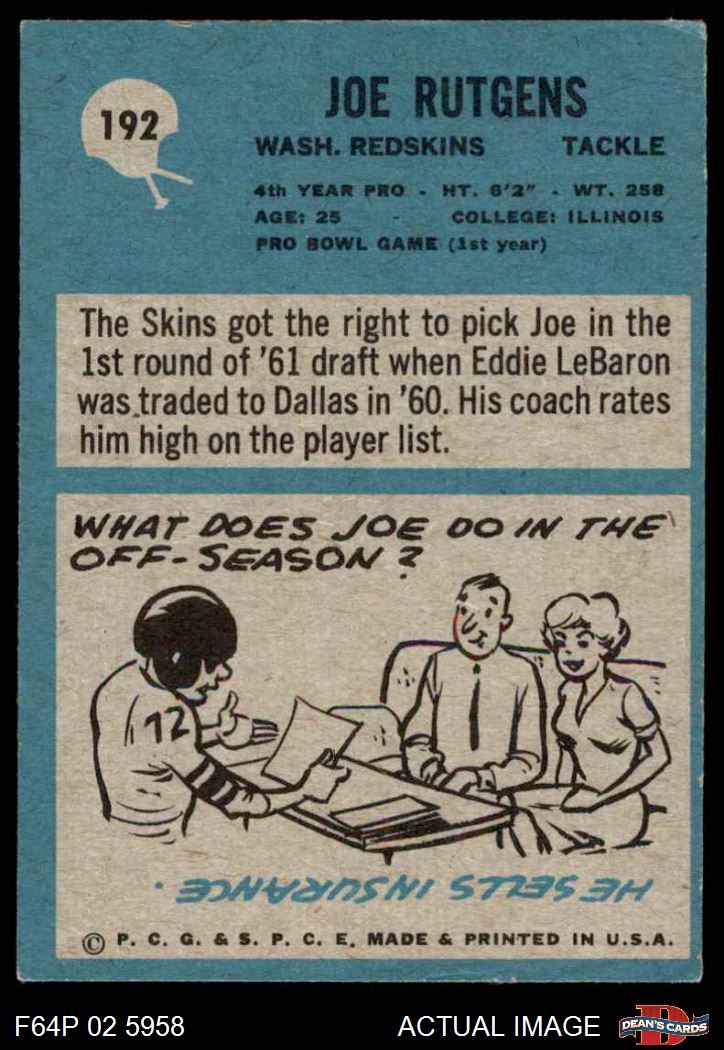 192
JOE RUTGENS
WASH. REDSKINS TACKLE
4th YEAR PRO - HT. 6'2" - WT. 258
AGE: 25 - COLLEGE: ILLINOIS
PRO BOWL GAME (1st year)
The Skins got the right to pick Joe in the
1st round of '61 draft when Eddie LeBaron
was traded to Dallas in '60. His coach rates
him high on the player list.
WHAT DOES JOE DO IN THE
OFF-SEASON?
72
HE SELLS INSURANCE.
© P. C. G. & S. P. C. E. MADE & PRINTED IN U.S.A.
F64P 02 5958 ACTUAL IMAGE D DEAN'S CARDS